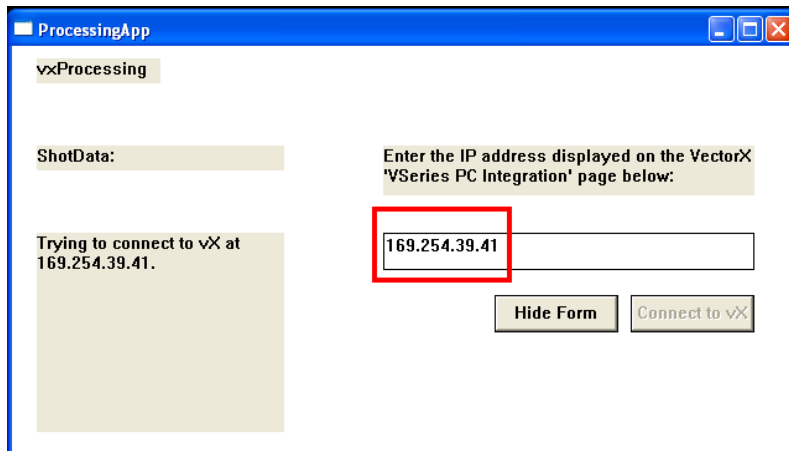 ProcessingApp
vxProcessing
ShotData:
Enter the IP address displayed on the VectorX
'VSeries PC Integration' page below:
Trying to connect to vX at
169.254.39.41.
169.254.39.41
Hide Form
Connect to vX